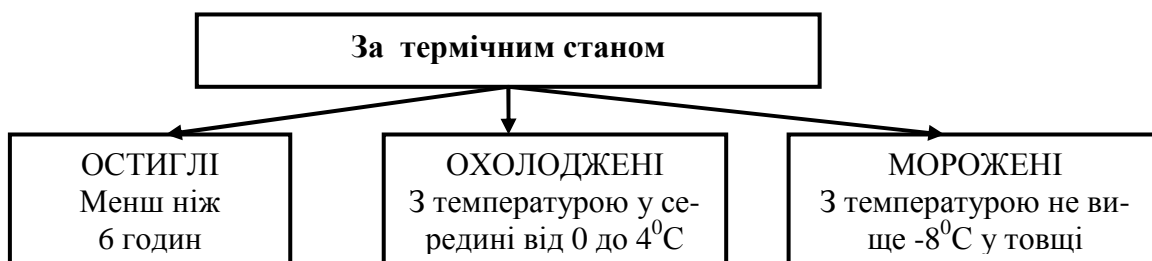 За термічним станом
ОСТИГЛІ
Менш ніж
6 годин
ОХОЛОДЖЕНІ
З температурою у се-
редині від 0 до 4⁰С
МОРОЖЕНІ
З температурою не ви-
ще -8⁰С у товщі